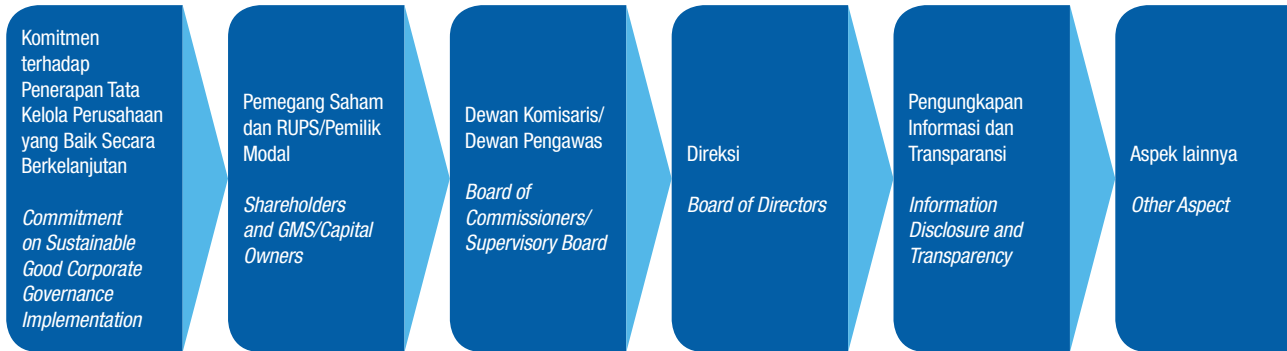 Komitmen
terhadap
Penerapan Tata
Kelola Perusahaan
yang Baik Secara
Berkelanjutan
Commitment
on Sustainable
Good Corporate
Governance
Implementation
Pemegang Saham
dan RUPS/Pemilik
Modal
Shareholders
and GMS/Capital
Owners
Dewan Komisaris/
Dewan Pengawas
Board of
Commissioners/
Supervisory Board
Direksi
Board of Directors
Pengungkapan
Informasi dan
Transparansi
Information
Disclosure and
Transparency
Aspek lainnya
Other Aspect